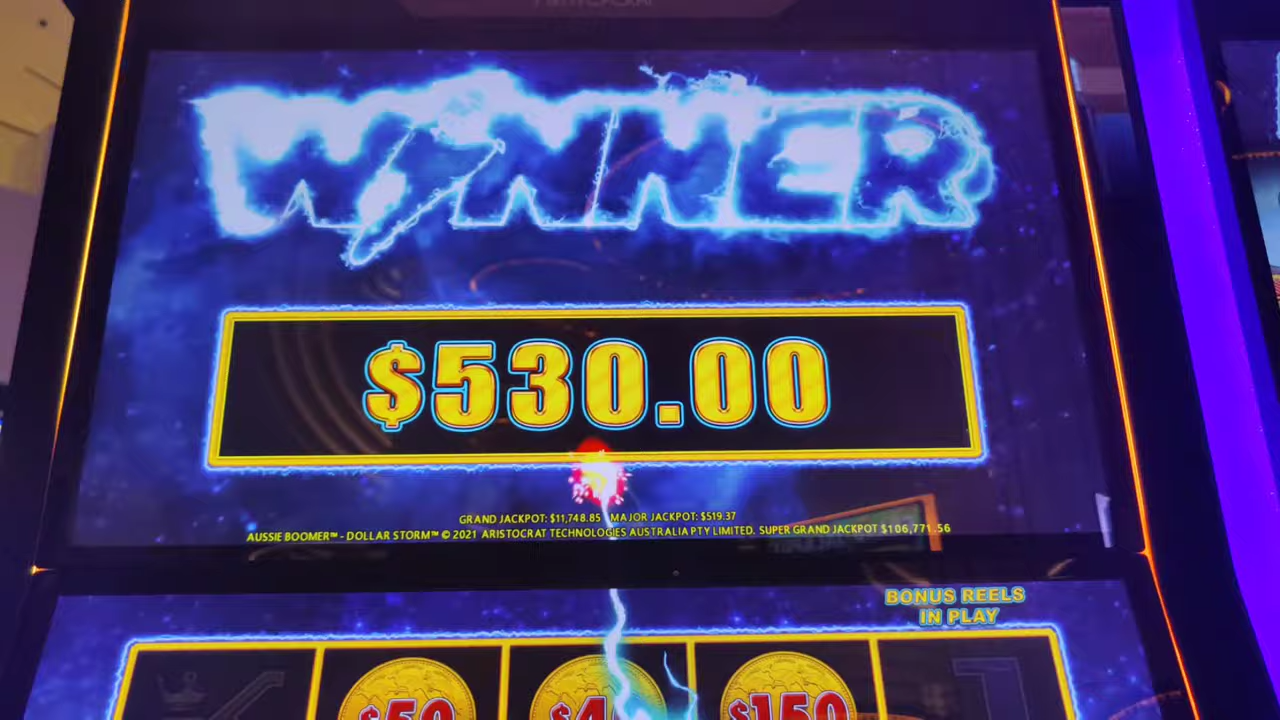 WINNER
$530.00
GRAND JACKPOT: $11,748.85 MAJOR JACKPOT: $519.37
AUSSIE BOOMER™ - DOLLAR STORM™ © 2021 ARISTOCRAT TECHNOLOGIES AUSTRALIA PTY LIMITED. SUPER GRAND JACKPOT $106,771.56
BONUS REELS
IN PLAY
$50
$150